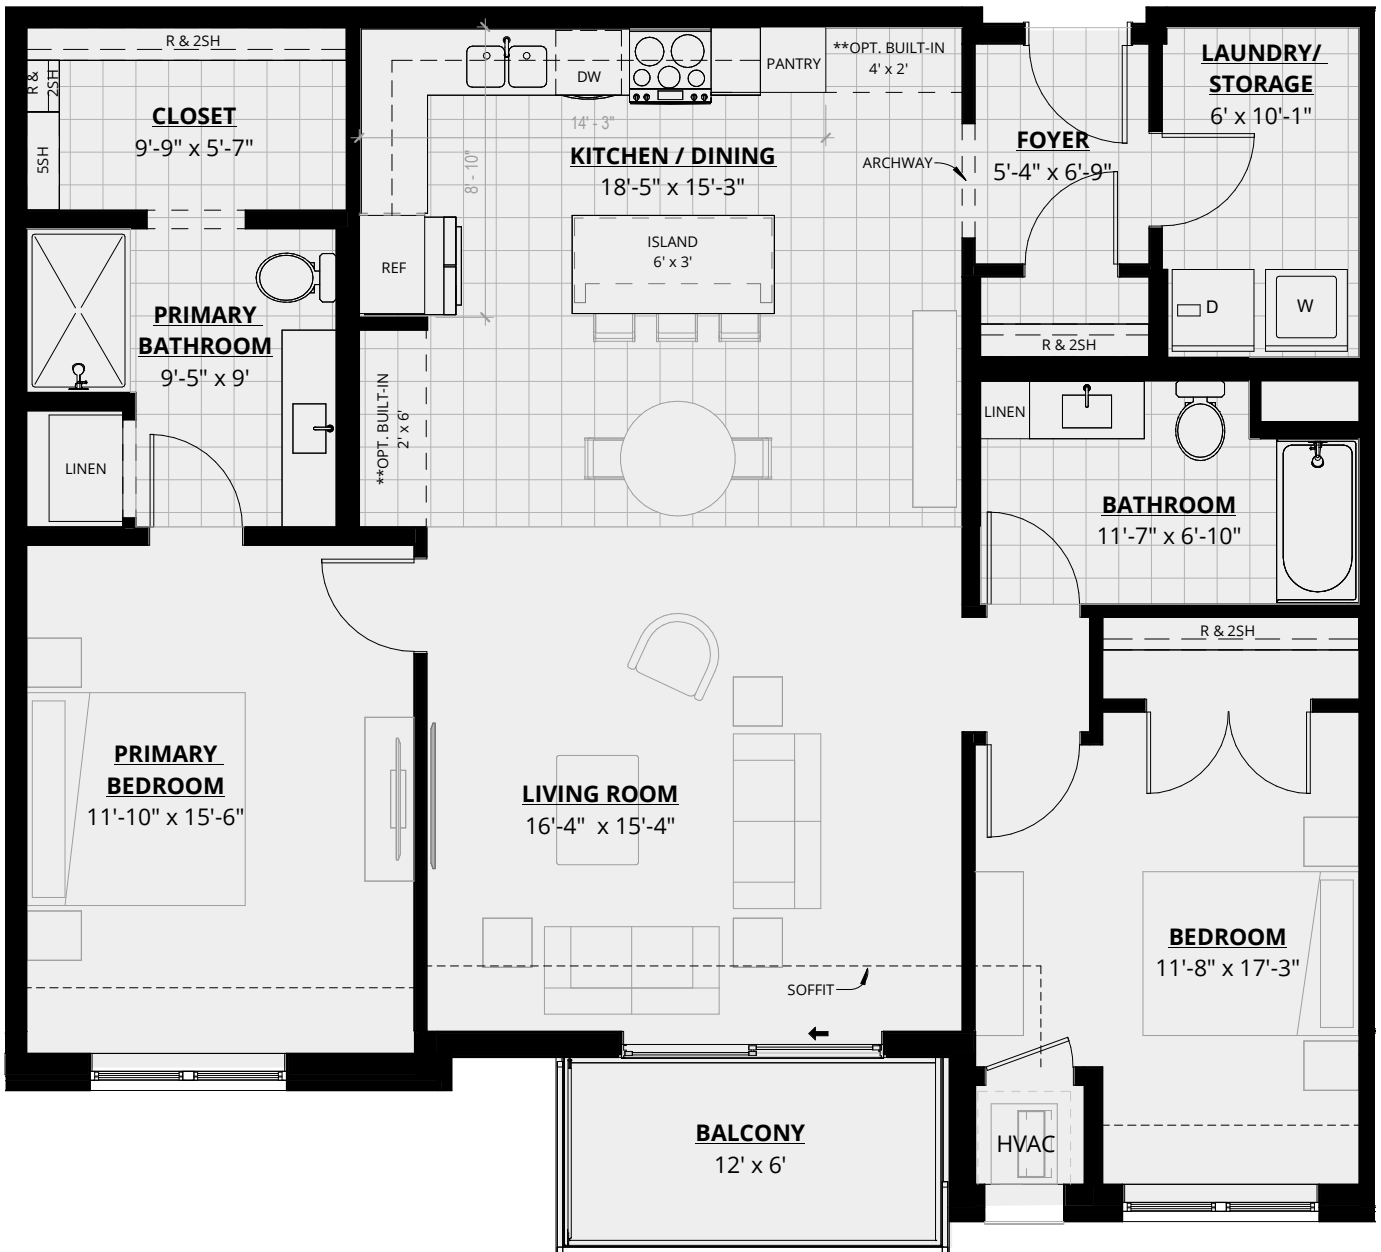 R & 2SH
R &
2SH
5SH
CLOSET
9'-9" x 5'-7"
DW
PANTRY
**OPT. BUILT-IN
4' x 2'
14' - 3"
8' - 10"
KITCHEN / DINING
18'-5" x 15'-3"
ARCHWAY
FOYER
5'-4" x 6'-9"
LAUNDRY/
STORAGE
6' x 10'-1"
REF
ISLAND
6' x 3'
D
W
R & 2SH
PRIMARY
BATHROOM
9'-5" x 9'
LINEN
**OPT. BUILT-IN
2' x 6'
LINEN
BATHROOM
11'-7" x 6'-10"
R & 2SH
PRIMARY
BEDROOM
11'-10" x 15'-6"
LIVING ROOM
16'-4" x 15'-4"
SOFFIT
BEDROOM
11'-8" x 17'-3"
BALCONY
12' x 6'
HVAC